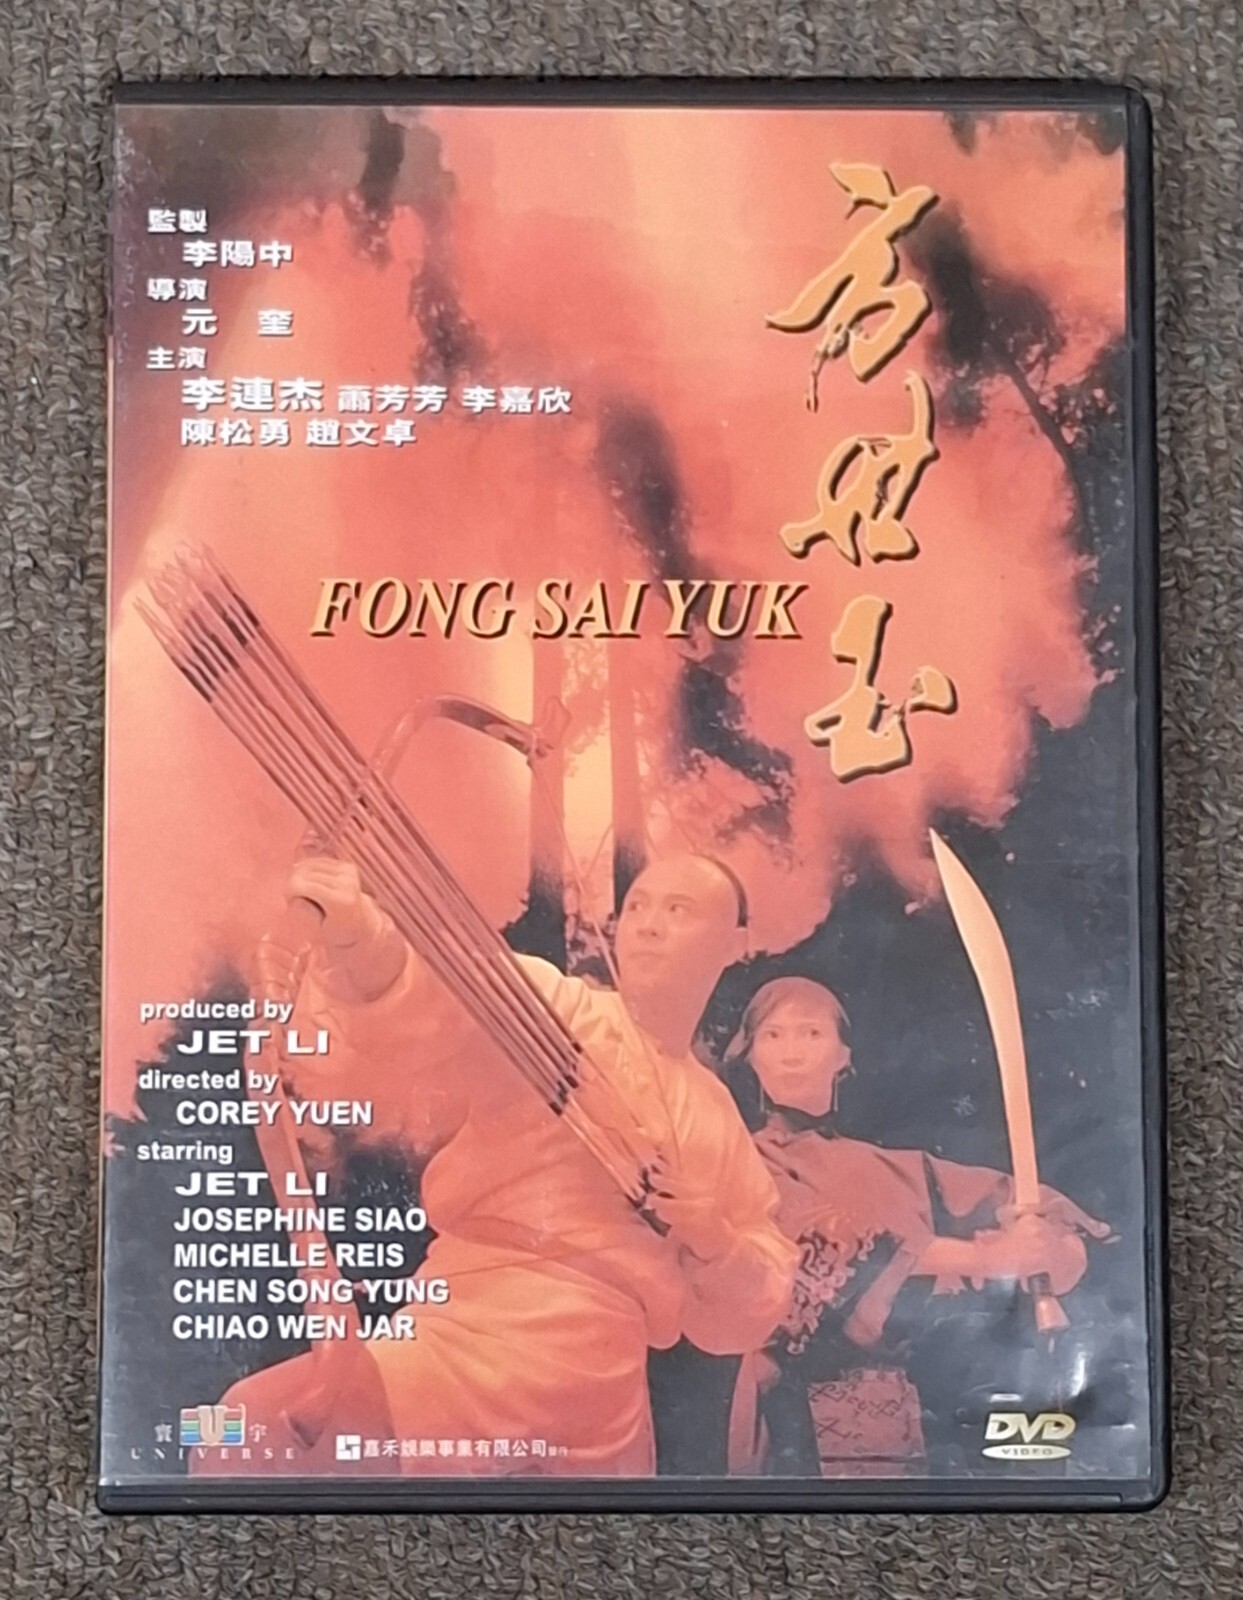 監製
李陽中
導演
元 奎
主演
李連杰 蕭芳芳 李嘉欣
陳松勇 趙文卓
方世玉
FONG SAI YUK
produced by
JET LI
directed by
COREY YUEN
starring
JET LI
JOSEPHINE SIAO
MICHELLE REIS
CHEN SONG YUNG
CHIAO WEN JAR
寰 U 宇
UNIVERSE
嘉禾娛樂事業有限公司
DVD
VIDEO